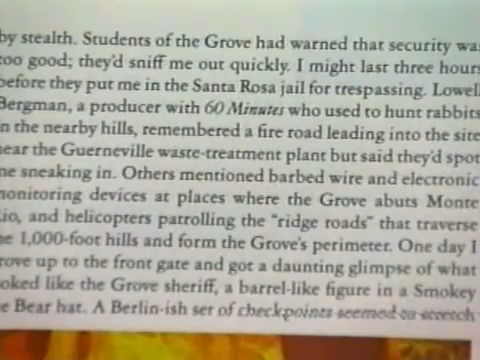 by stealth. Students of the Grove had warned that security was
too good; they'd sniff me out quickly. I might last three hours
before they put me in the Santa Rosa jail for trespassing. Lowell
Bergman, a producer with 60 Minutes who used to hunt rabbits
in the nearby hills, remembered a fire road leading into the site
near the Guerneville waste-treatment plant but said they'd spot
me sneaking in. Others mentioned barbed wire and electronic
monitoring devices at places where the Grove abuts Monte
Rio, and helicopters patrolling the "ridge roads" that traverse
he 1,000-foot hills and form the Grove's perimeter. One day I
rove up to the front gate and got a daunting glimpse of what
oked like the Grove sheriff, a barrel-like figure in a Smokey
e Bear hat. A Berlin-ish set of checkpoints seemed to stretch